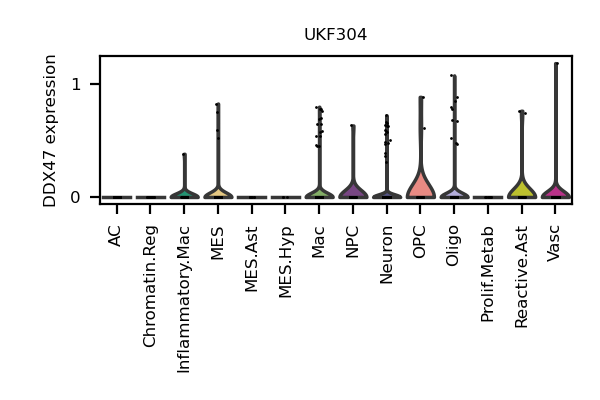 UKF304
DDX47 expression
1
0
AC
Chromatin.Reg
Inflammatory.Mac
MES
MES.Ast
MES.Hyp
Mac
NPC
Neuron
OPC
Oligo
Prolif.Metab
Reactive.Ast
Vasc